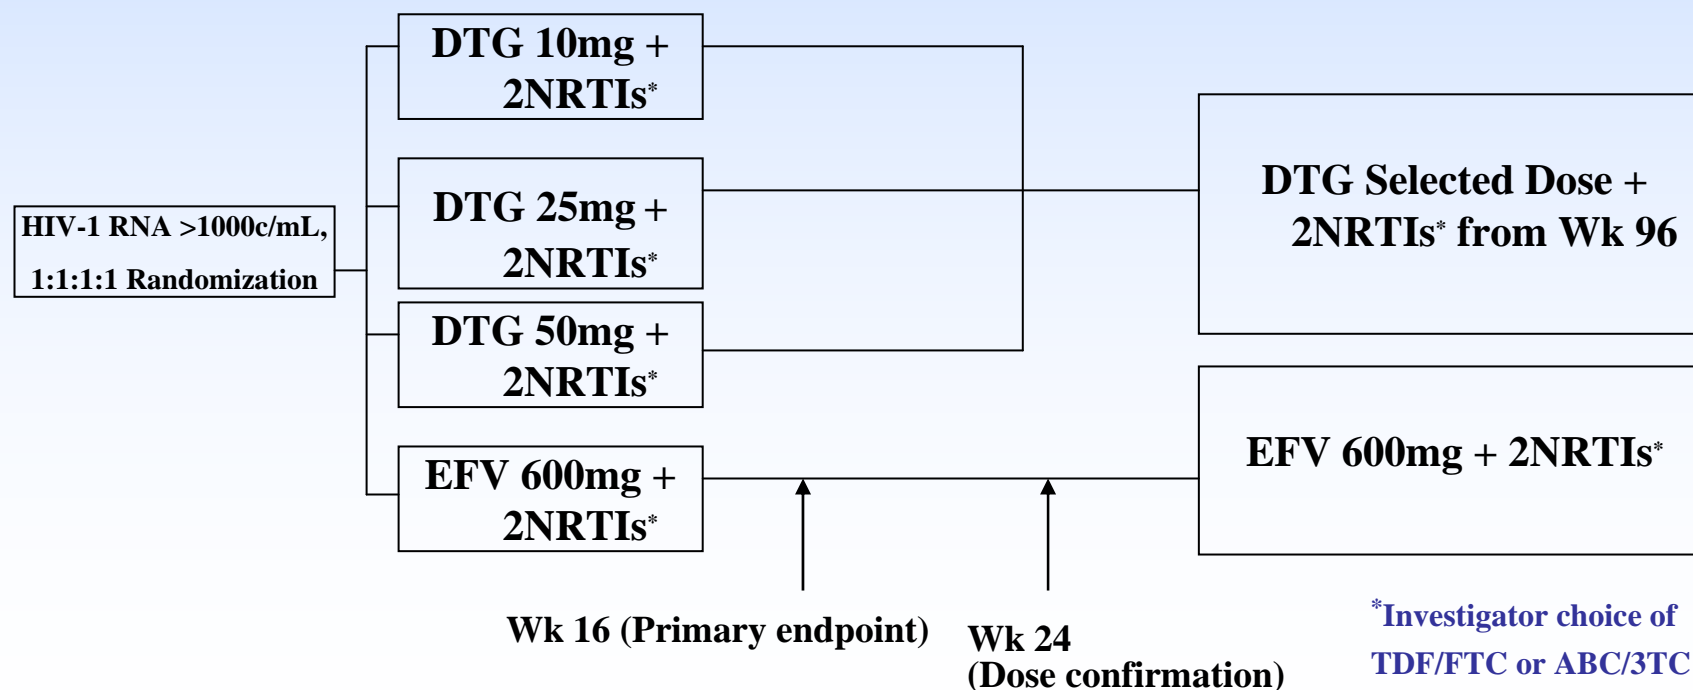 HIV-1 RNA >1000c/mL,
1:1:1:1 Randomization
DTG 10mg +
2NRTIs*
DTG 25mg +
2NRTIs*
DTG 50mg +
2NRTIs*
EFV 600mg +
2NRTIs*
DTG Selected Dose +
2NRTIs* from Wk 96
EFV 600mg + 2NRTIs*
Wk 16 (Primary endpoint)
Wk 24
(Dose confirmation)
*Investigator choice of
TDF/FTC or ABC/3TC